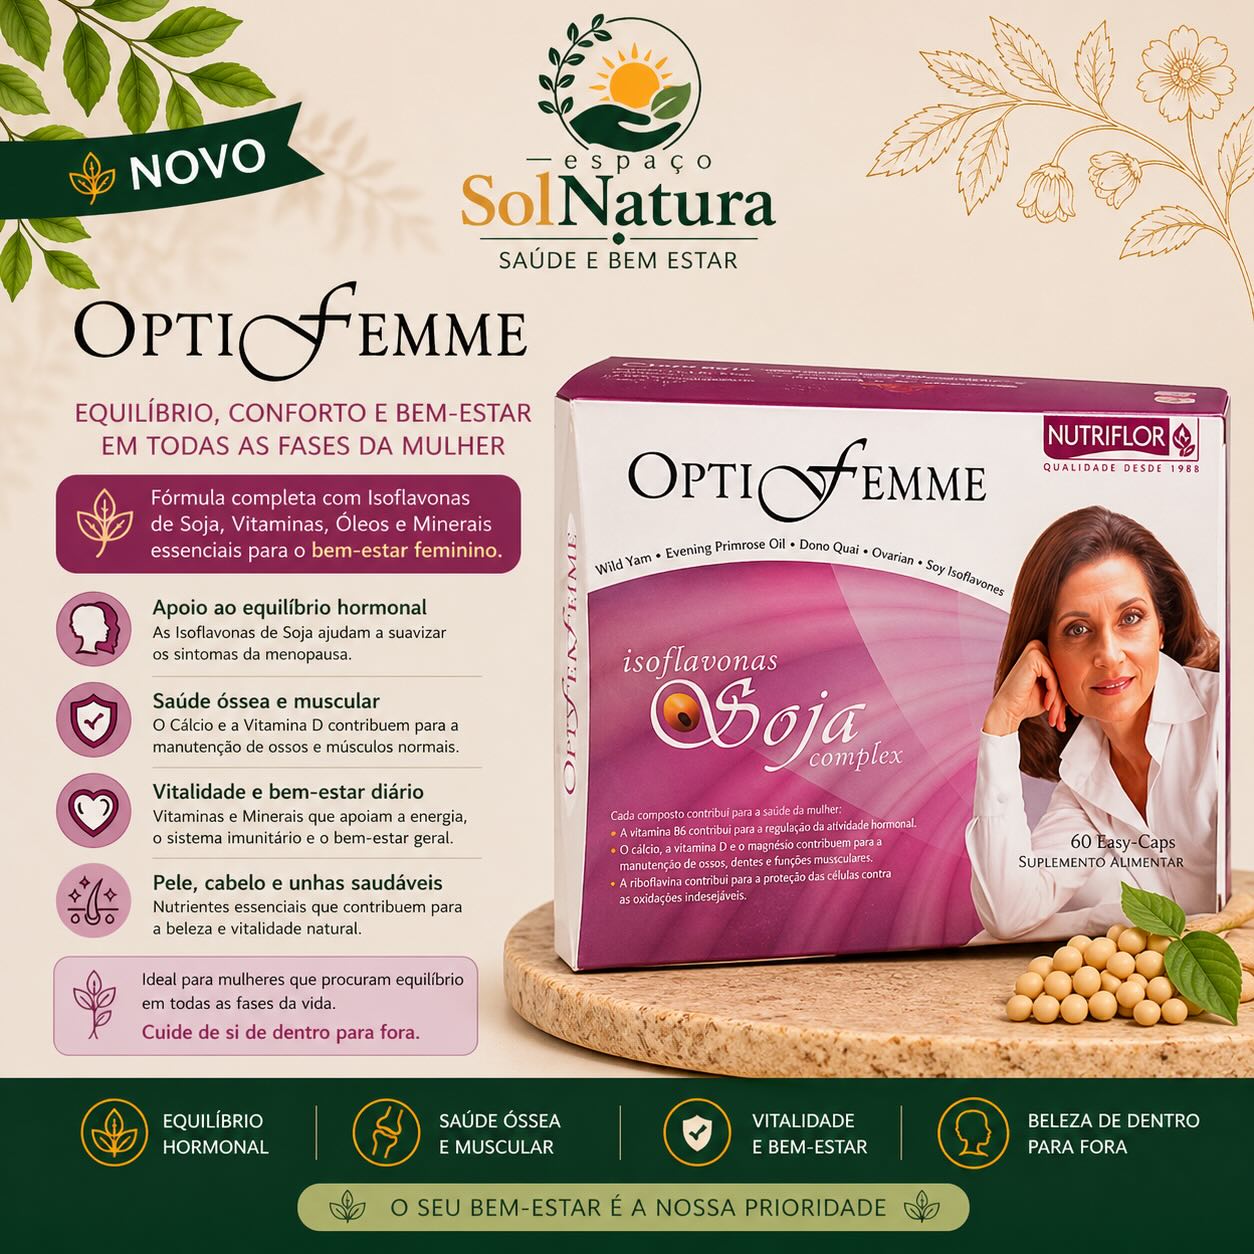 NOVO
espaço
SolNatura
SAÚDE E BEM ESTAR
OPTIFEMME
EQUILÍBRIO, CONFORTO E BEM-ESTAR
EM TODAS AS FASES DA MULHER
Fórmula completa com Isoflavonas
de Soja, Vitaminas, Óleos e Minerais
essenciais para o bem-estar feminino.
Apoio ao equilíbrio hormonal
As Isoflavonas de Soja ajudam a suavizar
os sintomas da menopausa.
Saúde óssea e muscular
O Cálcio e a Vitamina D contribuem para a
manutenção de ossos e músculos normais.
Vitalidade e bem-estar diário
Vitaminas e Minerais que apoiam a energia,
o sistema imunitário e o bem-estar geral.
Pele, cabelo e unhas saudáveis
Nutrientes essenciais que contribuem para
a beleza e vitalidade natural.
Ideal para mulheres que procuram equilíbrio
em todas as fases da vida.
Cuide de si de dentro para fora.
NUTRIFLOR
QUALIDADE DESDE 1988
OPTIFEMME
Wild Yam • Evening Primrose Oil • Dono Quai • Ovarian • Soy Isoflavones
isoflavonas
Soja
complex
Cada composto contribui para a saúde da mulher:
• A vitamina B6 contribui para a regulação da atividade hormonal.
• O cálcio, a vitamina D e o magnésio contribuem para a
manutenção de ossos, dentes e funções musculares.
• A riboflavina contribui para a proteção das células contra
as oxidações indesejáveis.
60 Easy-Caps
SUPLEMENTO ALIMENTAR
EQUILÍBRIO
HORMONAL
SAÚDE ÓSSEA
E MUSCULAR
VITALIDADE
E BEM-ESTAR
BELEZA DE DENTRO
PARA FORA
O SEU BEM-ESTAR É A NOSSA PRIORIDADE